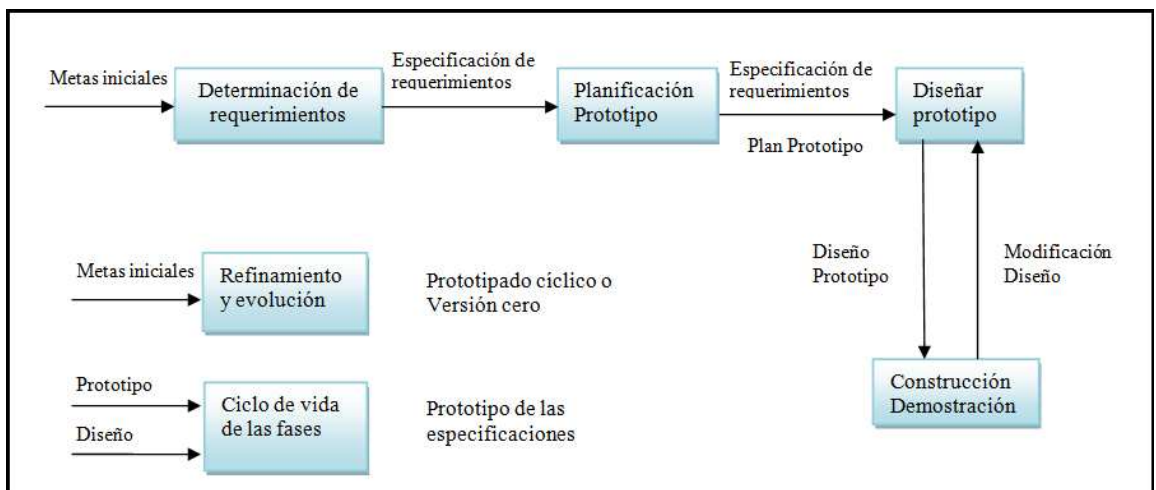 Metas iniciales
Determinación de
requerimientos
Especificación de
requerimientos
Planificación
Prototipo
Especificación de
requerimientos
Plan Prototipo
Diseñar
prototipo
Diseño
Prototipo
Modificación
Diseño
Construcción
Demostración
Metas iniciales
Refinamiento
y evolución
Prototipado cíclico o
Versión cero
Prototipo
Diseño
Ciclo de vida
de las fases
Prototipo de las
especificaciones